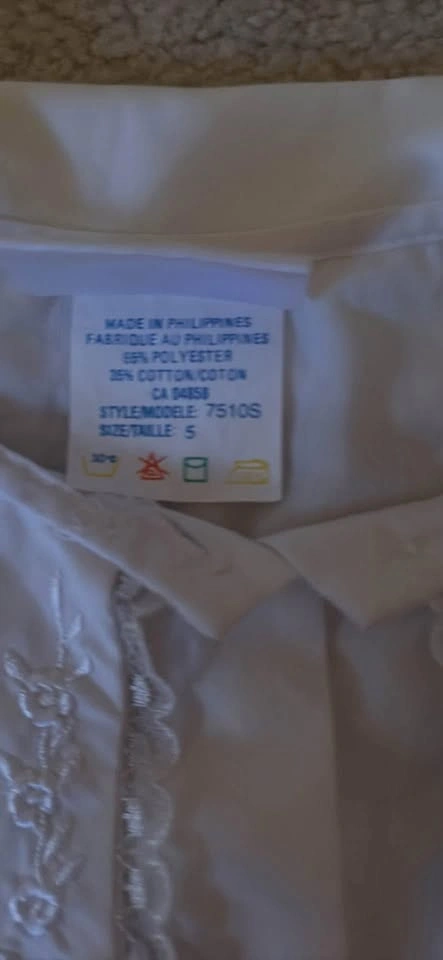 MADE IN PHILIPPINES
FABRIQUE AU PHILIPPINES
65% POLYESTER
35% COTTON/COTON
CA 04858
STYLE/MODELE: 7510S
SIZE/TAILLE: 5
30°